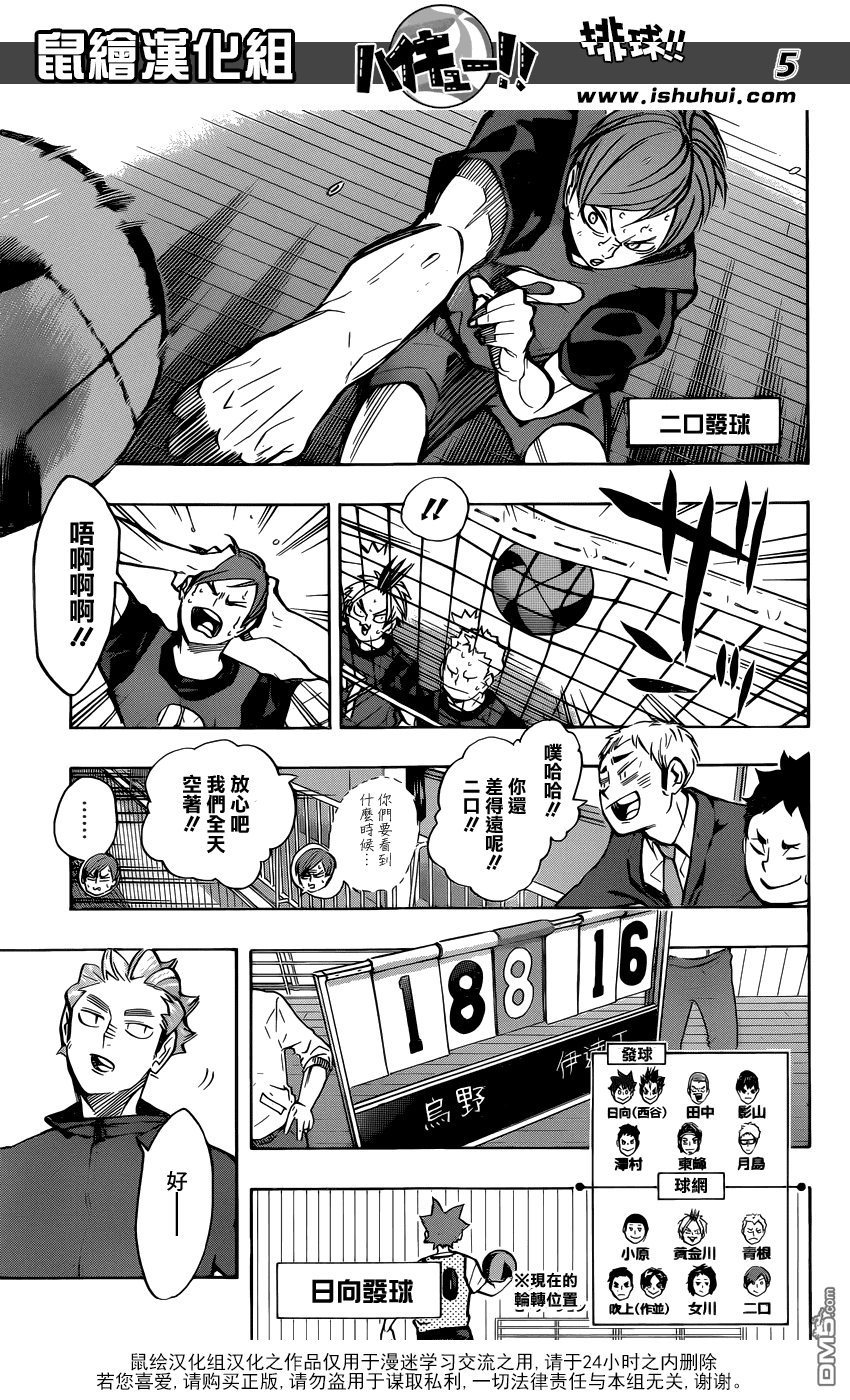 鼠繪漢化組
ハイキュー!!
排球!!
5
www.ishuhui.com
二口發球
!!
唔啊啊啊!!
噗哈哈!!
你還
差得遠呢!!
二口!!
你們要看到
什麼時候…
放心吧
我們全天
空著!!
……
1 8 8 16
烏野
伊達工
好——
發球
日向(西谷) 田中 影山
澤村 東峰 月島
球網
小原 黃金川 青根
吹上(作並) 女川 二口
※現在的
輪轉位置
日向發球
0
DM5.com
鼠绘汉化组汉化之作品仅用于漫迷学习交流之用, 请于24小时之内删除
若您喜爱, 请购买正版, 请勿盗用于谋取私利, 一切法律责任与本组无关, 谢谢。